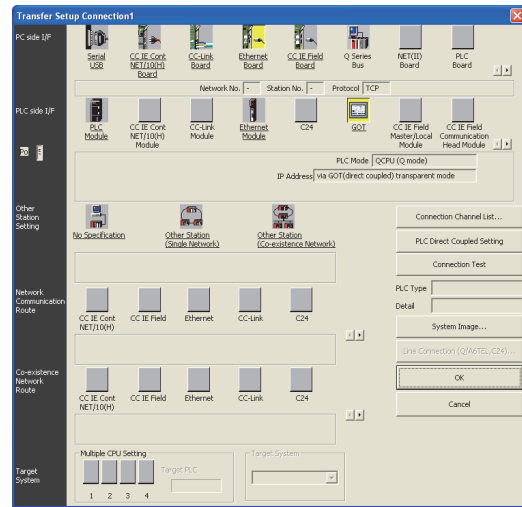 Transfer Setup Connection1
PC side I/F
Serial USB
CC IE Cont NET/10(H) Board
CC-Link Board
Ethernet Board
CC IE Field Board
Q Series Bus
NET(II) Board
PLC Board
Network No. -
Station No. -
Protocol TCP
PLC side I/F
PLC Module
CC IE Cont NET/10(H) Module
CC-Link Module
Ethernet Module
C24
GOT
CC IE Field Master/Local Module
CC IE Field Communication Head Module
PLC Mode QCPU (Q mode)
IP Address via GOT(direct coupled) transparent mode
Other Station Setting
No Specification
Other Station (Single Network)
Other Station (Co-existence Network)
Connection Channel List...
PLC Direct Coupled Setting
Connection Test
PLC Type
Detail
System Image...
Line Connection (Q/A6TEL,C24)...
OK
Cancel
Network Communication Route
CC IE Cont NET/10(H)
CC IE Field
Ethernet
CC-Link
C24
Co-existence Network Route
CC IE Cont NET/10(H)
CC IE Field
Ethernet
CC-Link
C24
Target System
Multiple CPU Setting
1 2 3 4
Target PLC
Target System